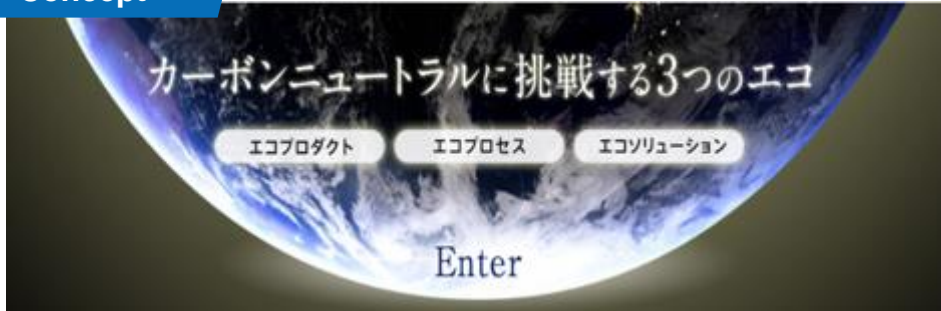 Concept
カーボンニュートラルに挑戦する3つのエコ
エコプロダクト
エコプロセス
エコソリューション
Enter